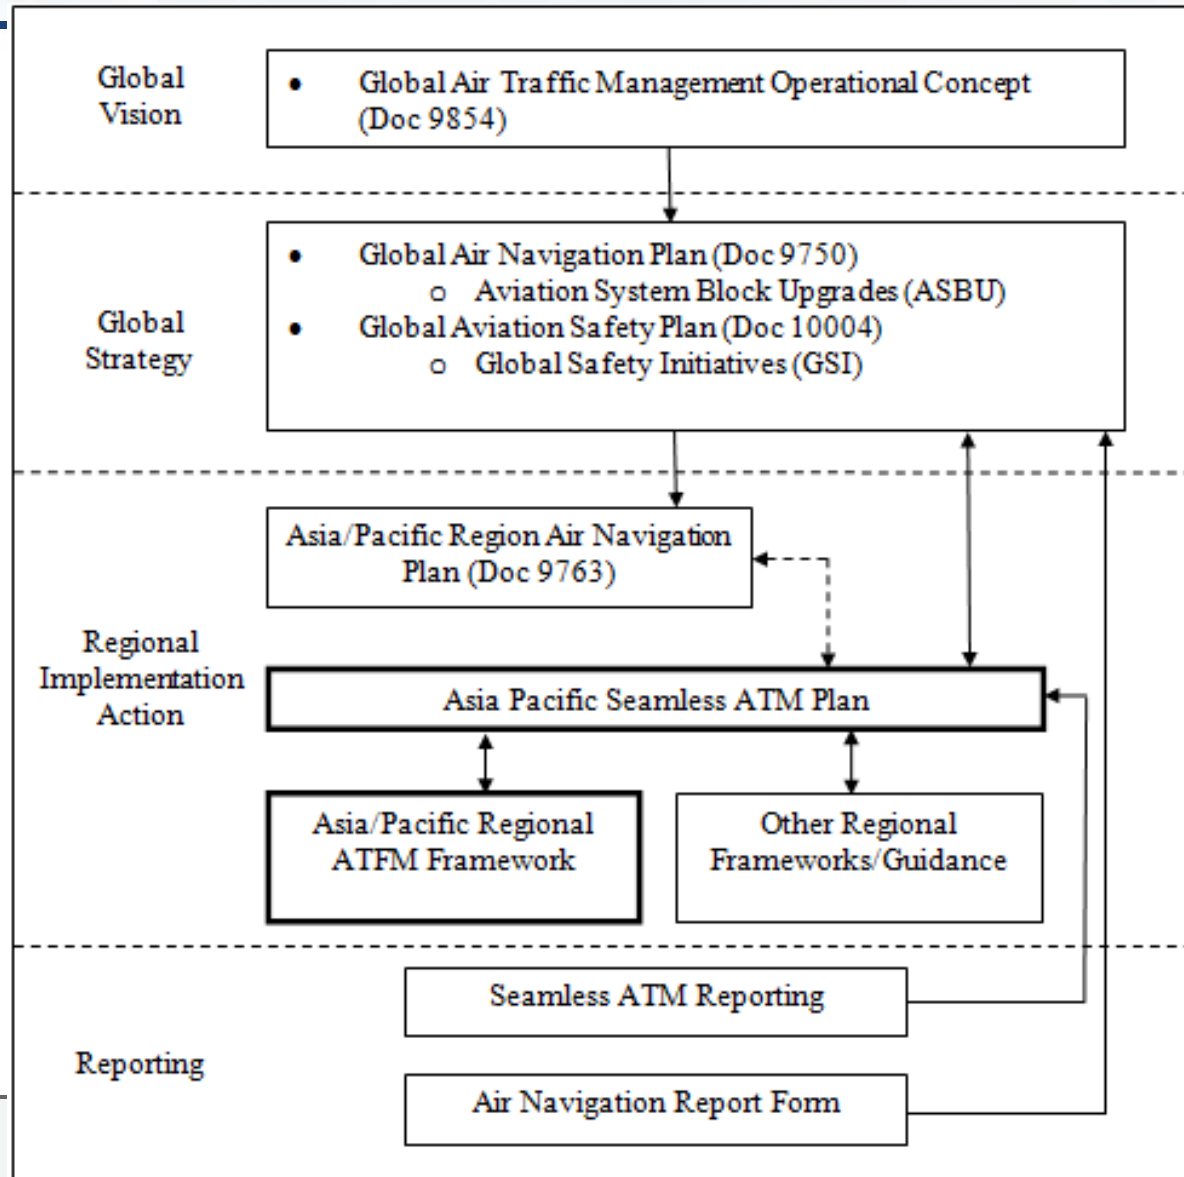 Global
Vision
● Global Air Traffic Management Operational Concept
(Doc 9854)
Global
Strategy
● Global Air Navigation Plan (Doc 9750)
o Aviation System Block Upgrades (ASBU)
● Global Aviation Safety Plan (Doc 10004)
o Global Safety Initiatives (GSI)
Regional
Implementation
Action
Asia/Pacific Region Air Navigation
Plan (Doc 9763)
Asia Pacific Seamless ATM Plan
Asia/Pacific Regional
ATFM Framework
Other Regional
Frameworks/Guidance
Reporting
Seamless ATM Reporting
Air Navigation Report Form